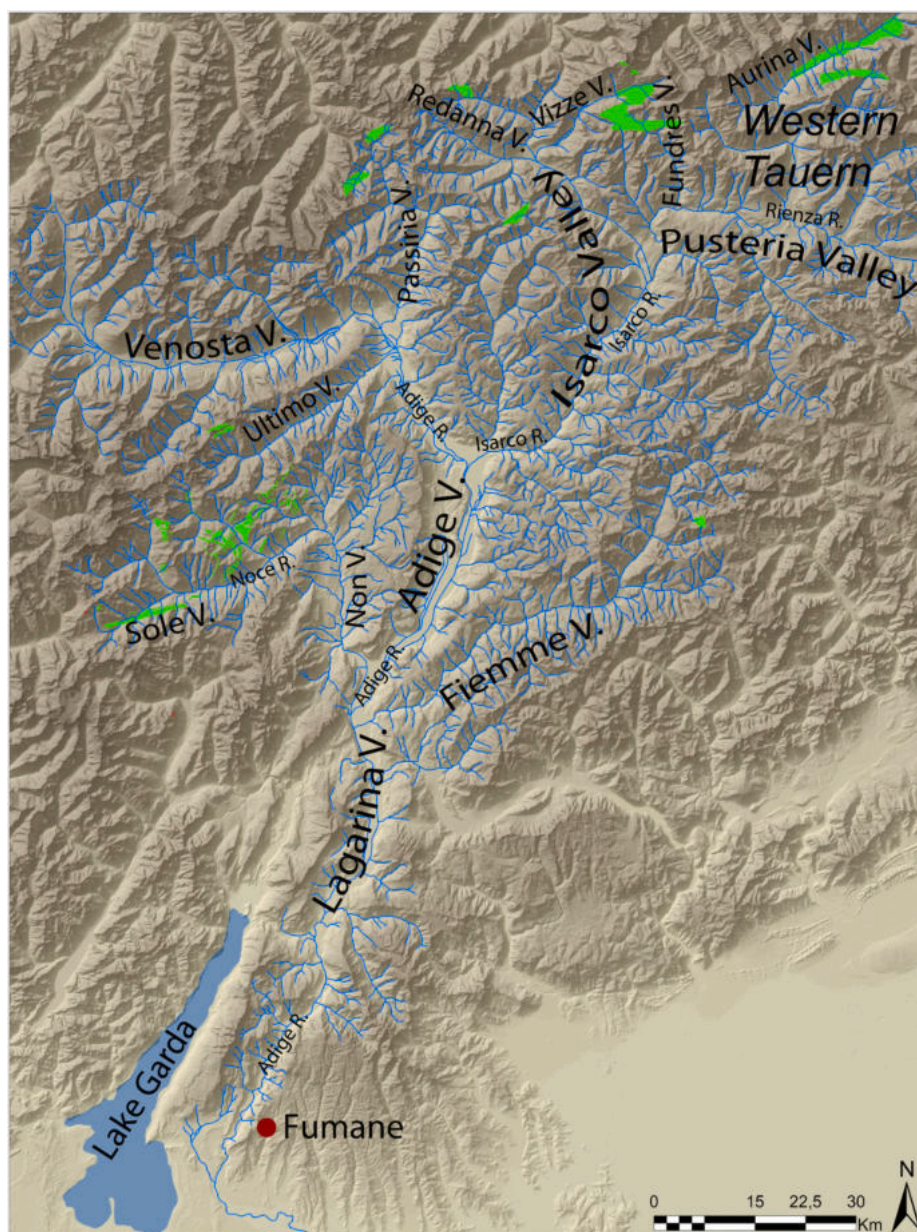 Aurina V.
Redanna V.
Vizze V.
Fundres V.
Western
Tauern
Passiria V.
Isarco Valley
Rienza R.
Pusteria Valley
Isarco R.
Venosta V.
Ultimo V.
Adige R.
Isarco R.
Adige V.
Noce R.
Non V.
Sole V.
Adige R.
Fiemme V.
Lagarina V.
Adige R.
Lake Garda
Fumane
N
0 15 22,5 30
Km